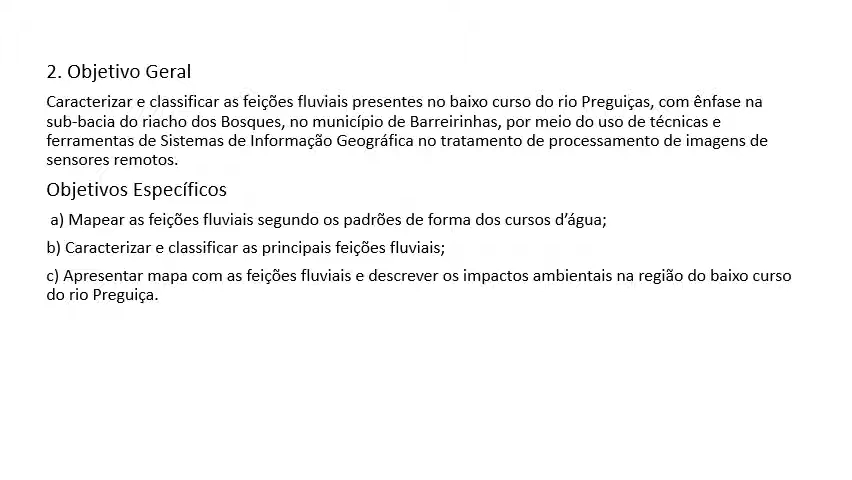 2. Objetivo Geral
Caracterizar e classificar as feições fluviais presentes no baixo curso do rio Preguiças, com ênfase na
sub-bacia do riacho dos Bosques, no município de Barreirinhas, por meio do uso de técnicas e
ferramentas de Sistemas de Informação Geográfica no tratamento de processamento de imagens de
sensores remotos.
Objetivos Específicos
a) Mapear as feições fluviais segundo os padrões de forma dos cursos d’água;
b) Caracterizar e classificar as principais feições fluviais;
c) Apresentar mapa com as feições fluviais e descrever os impactos ambientais na região do baixo curso
do rio Preguiça.